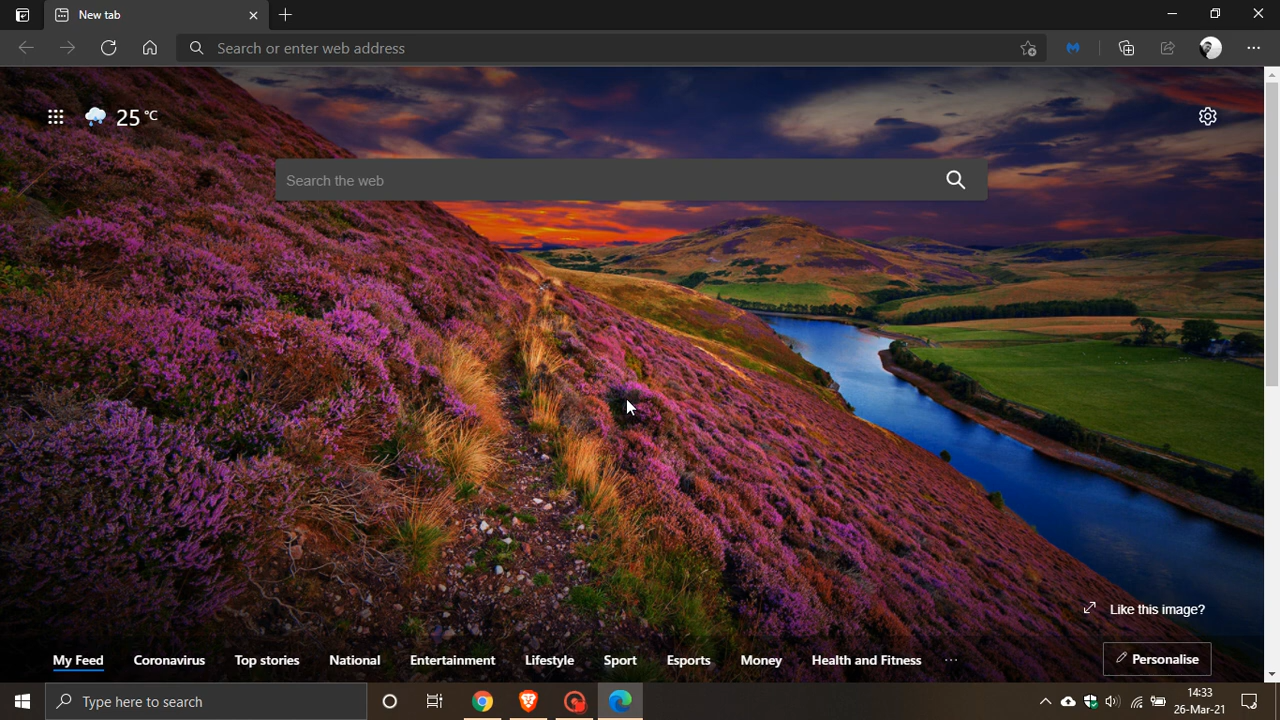 New tab
Search or enter web address
25 °C
Search the web
Like this image?
My Feed Coronavirus Top stories National Entertainment Lifestyle Sport Esports Money Health and Fitness ... Personalise
Type here to search
14:33
26-Mar-21